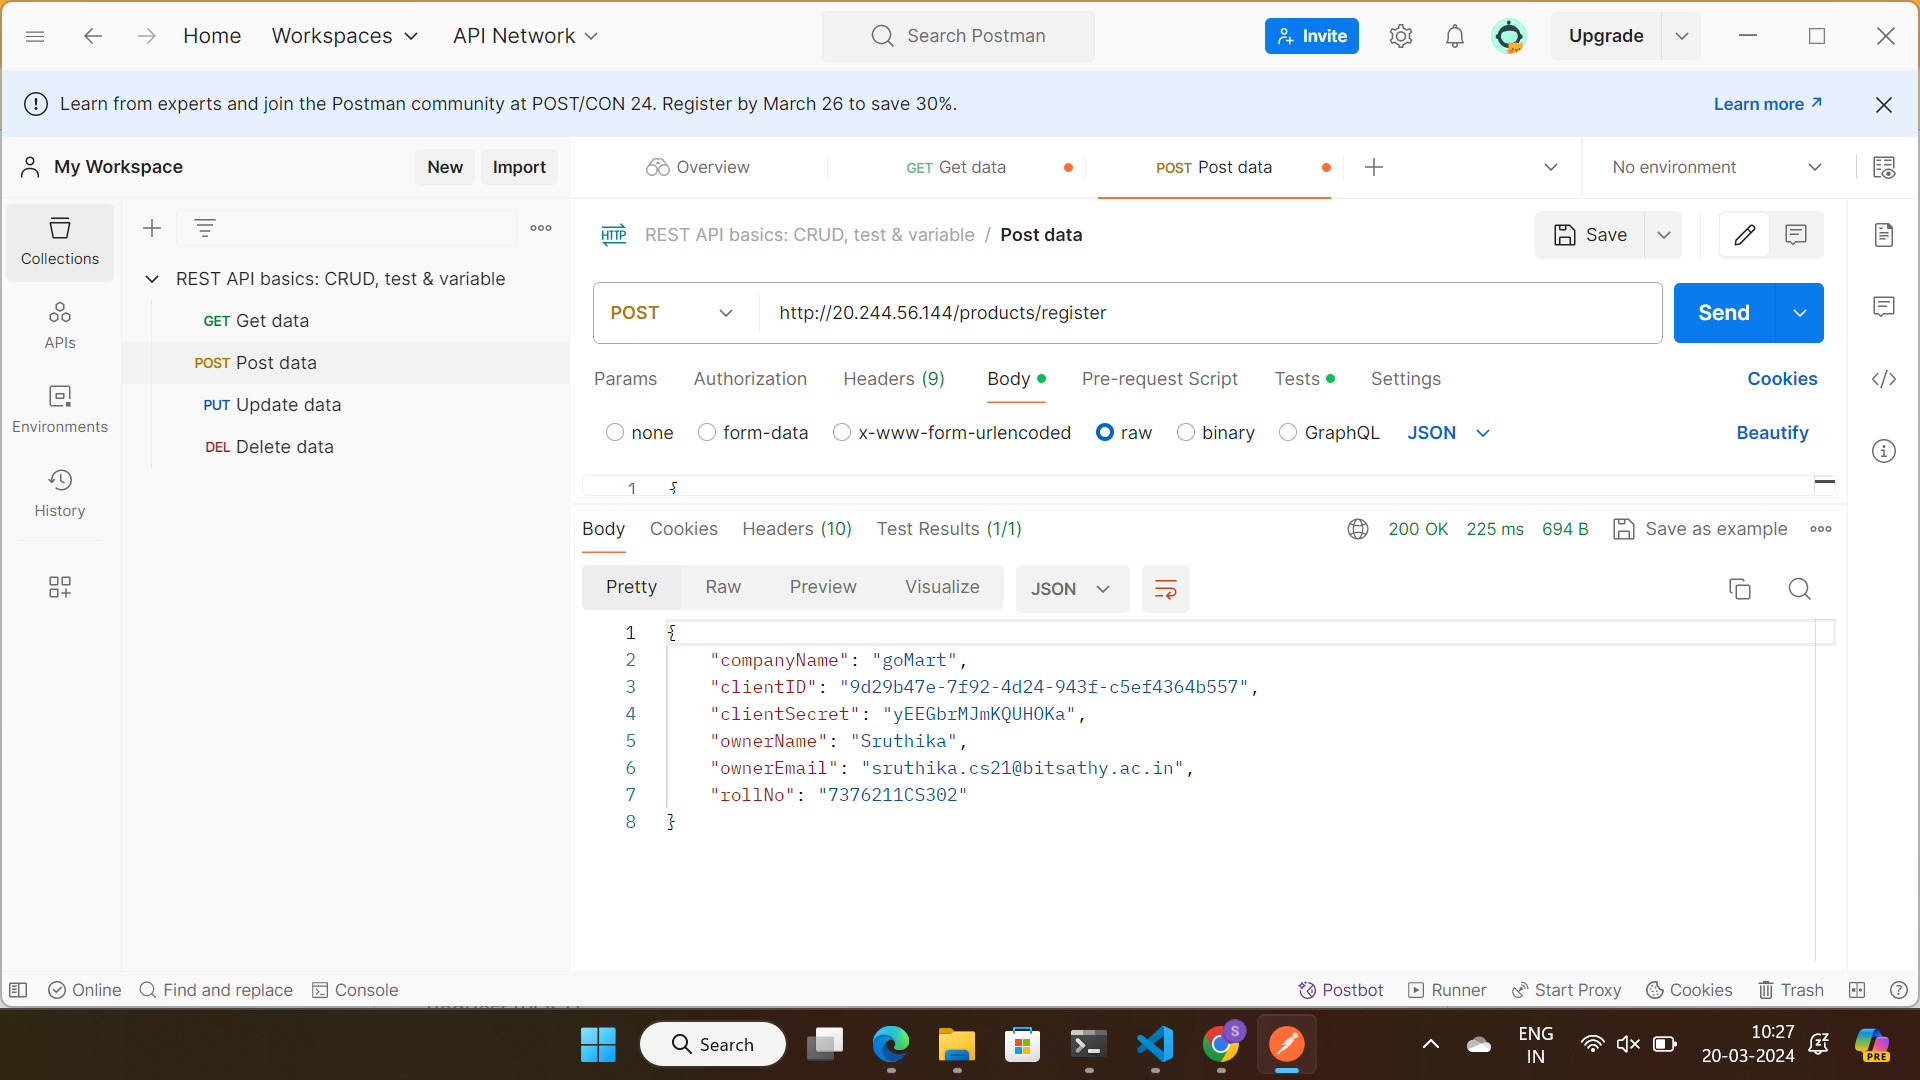 Home Workspaces API Network Search Postman Invite Upgrade
Learn from experts and join the Postman community at POST/CON 24. Register by March 26 to save 30%. Learn more
My Workspace New Import Overview GET Get data POST Post data No environment
Collections
APIs
Environments
History
REST API basics: CRUD, test & variable
GET Get data
POST Post data
PUT Update data
DEL Delete data
HTTP REST API basics: CRUD, test & variable / Post data Save
POST http://20.244.56.144/products/register Send
Params Authorization Headers (9) Body Pre-request Script Tests Settings Cookies
none form-data x-www-form-urlencoded raw binary GraphQL JSON Beautify
1 {
Body Cookies Headers (10) Test Results (1/1) 200 OK 225 ms 694 B Save as example
Pretty Raw Preview Visualize JSON
1 {
2 "companyName": "goMart",
3 "clientID": "9d29b47e-7f92-4d24-943f-c5ef4364b557",
4 "clientSecret": "yEEGbrMJmKQUHOKa",
5 "ownerName": "Sruthika",
6 "ownerEmail": "sruthika.cs21@bitsathy.ac.in",
7 "rollNo": "7376211CS302"
8 }
Online Find and replace Console Postbot Runner Start Proxy Cookies Trash
Search S ENG IN 10:27 20-03-2024 PRE